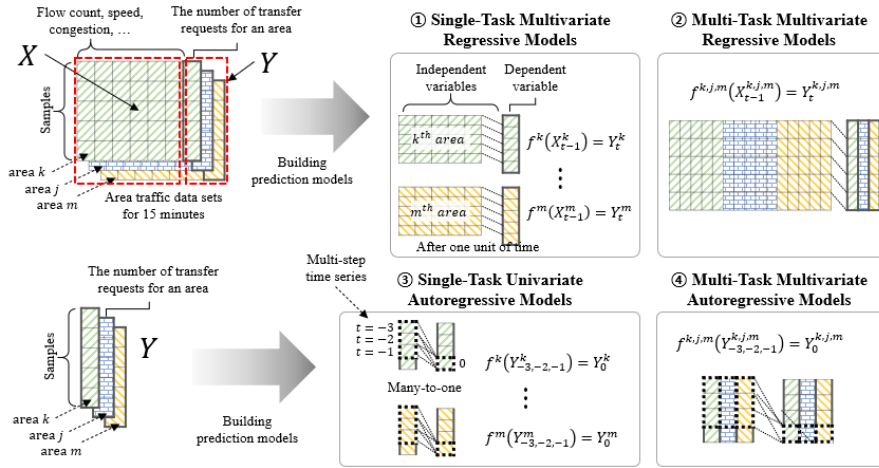 Flow count, speed,
congestion, …
The number of transfer
requests for an area
X
Y
Samples
area k
area j
area m
Area traffic data sets
for 15 minutes
Building
prediction models
① Single-Task Multivariate
Regressive Models
Independent
variables
Dependent
variable
k^th area
f^k(X^k_{t−1}) = Y^k_t
⋮
m^th area
f^m(X^m_{t−1}) = Y^m_t
After one unit of time
② Multi-Task Multivariate
Regressive Models
f^{k,j,m}(X^{k,j,m}_{t−1}) = Y^{k,j,m}_t
The number of transfer
requests for an area
Samples
Y
area k
area j
area m
Building
prediction models
Multi-step
time series
③ Single-Task Univariate
Autoregressive Models
t = −3
t = −2
t = −1
0
f^k(Y^k_{−3,−2,−1}) = Y^k_0
Many-to-one
⋮
f^m(Y^m_{−3,−2,−1}) = Y^m_0
④ Multi-Task Multivariate
Autoregressive Models
f^{k,j,m}(Y^{k,j,m}_{−3,−2,−1}) = Y^{k,j,m}_0